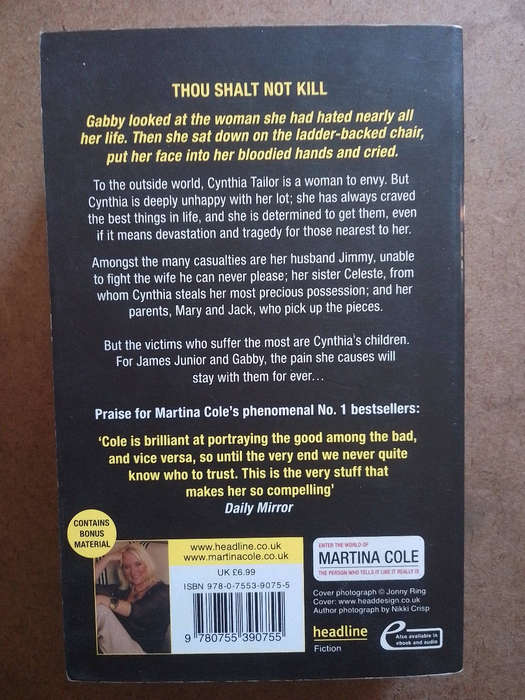 THOU SHALT NOT KILL
Gabby looked at the woman she had hated nearly all
her life. Then she sat down on the ladder-backed chair,
put her face into her bloodied hands and cried.
To the outside world, Cynthia Tailor is a woman to envy. But
Cynthia is deeply unhappy with her lot; she has always craved
the best things in life, and she is determined to get them, even
if it means devastation and tragedy for those nearest to her.
Amongst the many casualties are her husband Jimmy, unable
to fight the wife he can never please; her sister Celeste, from
whom Cynthia steals her most precious possession; and her
parents, Mary and Jack, who pick up the pieces.
But the victims who suffer the most are Cynthia's children.
For James Junior and Gabby, the pain she causes will
stay with them for ever…
Praise for Martina Cole's phenomenal No. 1 bestsellers:
'Cole is brilliant at portraying the good among the bad,
and vice versa, so until the very end we never quite
know who to trust. This is the very stuff that
makes her so compelling'
Daily Mirror
CONTAINS
BONUS
MATERIAL
www.headline.co.uk
www.martinacole.co.uk
UK £6.99
ISBN 978-0-7553-9075-5
9 780755 390755
ENTER THE WORLD OF
MARTINA COLE
THE PERSON WHO TELLS IT LIKE IT REALLY IS
Cover photograph © Jonny Ring
Cover: www.headdesign.co.uk
Author photograph by Nikki Crisp
headline
Fiction
e
Also available in
ebook and audio